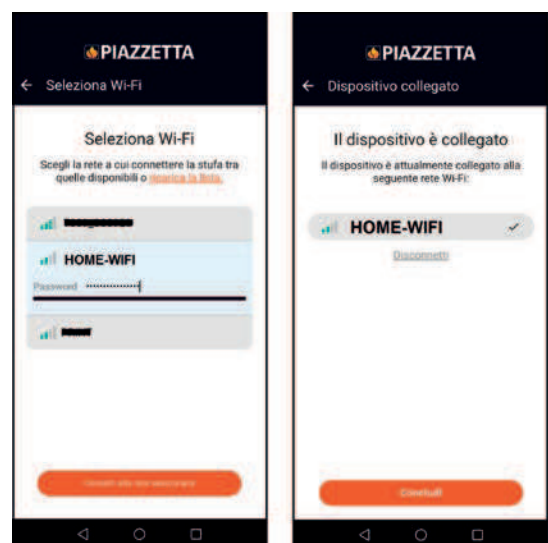 PIAZZETTA
← Seleziona Wi-Fi
Seleziona Wi-Fi
Scegli la rete a cui connettere la stufa tra
quelle disponibili o ricarica la lista.
HOME-WIFI
Password ················
PIAZZETTA
← Dispositivo collegato
Il dispositivo è collegato
Il dispositivo è attualmente collegato alla
seguente rete Wi-Fi:
HOME-WIFI ✓
Disconnetti
Concludi